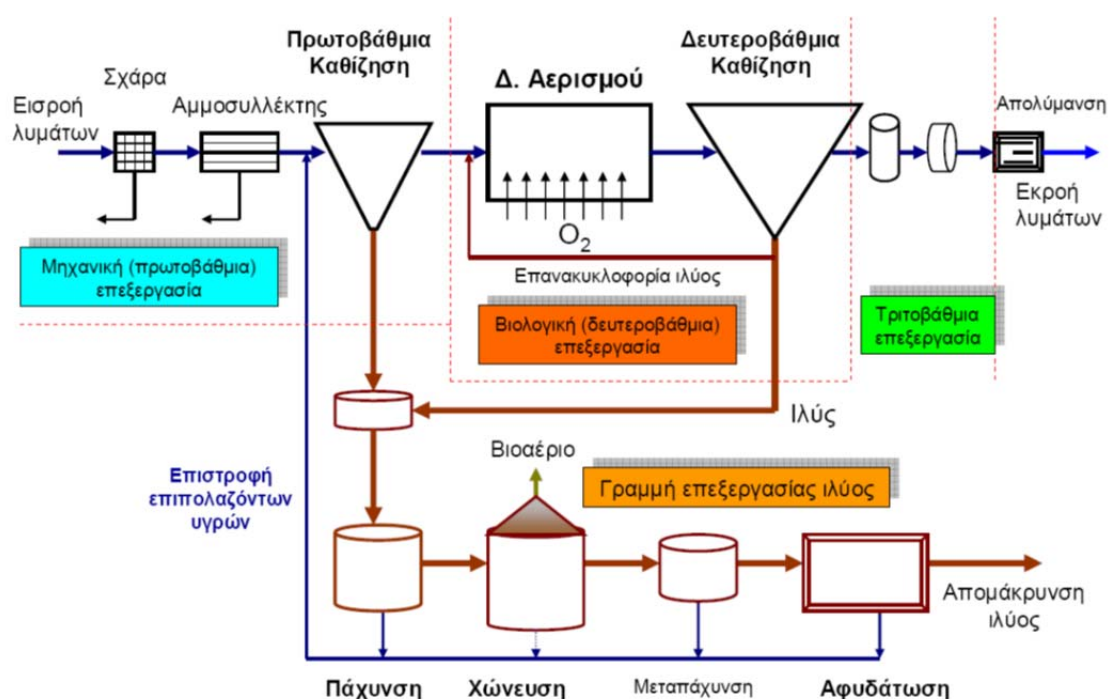 Πρωτοβάθμια
Καθίζηση
Δευτεροβάθμια
Καθίζηση
Σχάρα
Δ. Αερισμού
Εισροή
λυμάτων
Αμμοσυλλέκτης
Απολύμανση
Εκροή
λυμάτων
O2
Επανακυκλοφορία ιλύος
Μηχανική (πρωτοβάθμια)
επεξεργασία
Βιολογική (δευτεροβάθμια)
επεξεργασία
Τριτοβάθμια
επεξεργασία
Ιλύς
Βιοαέριο
Επιστροφή
επιπολαζόντων
υγρών
Γραμμή επεξεργασίας ιλύος
Απομάκρυνση
ιλύος
Πάχυνση
Χώνευση
Μεταπάχυνση
Αφυδάτωση